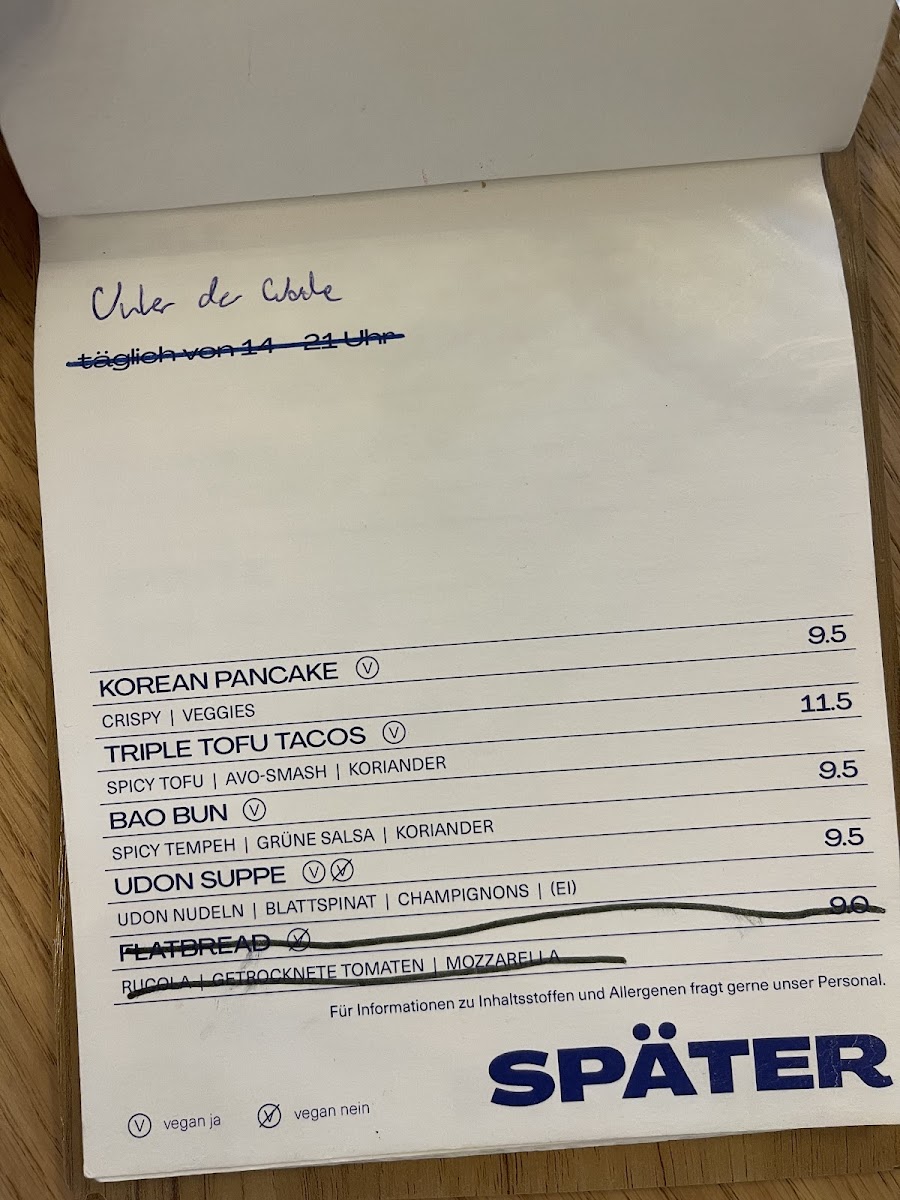 Unter der Woche
täglich von 14 - 21 Uhr
KOREAN PANCAKE Ⓥ 9.5
CRISPY | VEGGIES
TRIPLE TOFU TACOS Ⓥ 11.5
SPICY TOFU | AVO-SMASH | KORIANDER
BAO BUN Ⓥ 9.5
SPICY TEMPEH | GRÜNE SALSA | KORIANDER
UDON SUPPE Ⓥ Ⓥ 9.5
UDON NUDELN | BLATTSPINAT | CHAMPIGNONS | (EI)
FLATBREAD Ⓥ 9.0
RUCOLA | GETROCKNETE TOMATEN | MOZZARELLA
Für Informationen zu Inhaltsstoffen und Allergenen fragt gerne unser Personal.
SPÄTER
Ⓥ vegan ja Ⓥ vegan nein